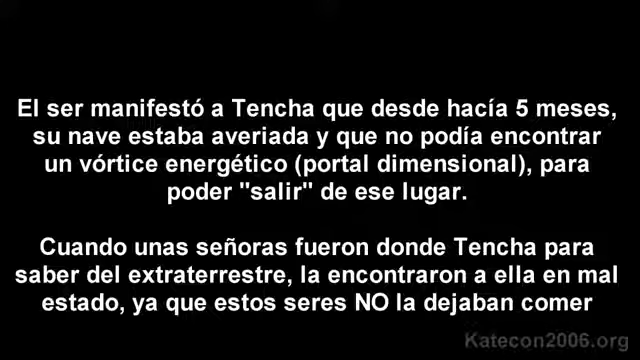 El ser manifestó a Tencha que desde hacía 5 meses,
su nave estaba averiada y que no podía encontrar
un vórtice energético (portal dimensional), para
poder "salir" de ese lugar.
Cuando unas señoras fueron donde Tencha para
saber del extraterrestre, la encontraron a ella en mal
estado, ya que estos seres NO la dejaban comer
Katecon2006.org